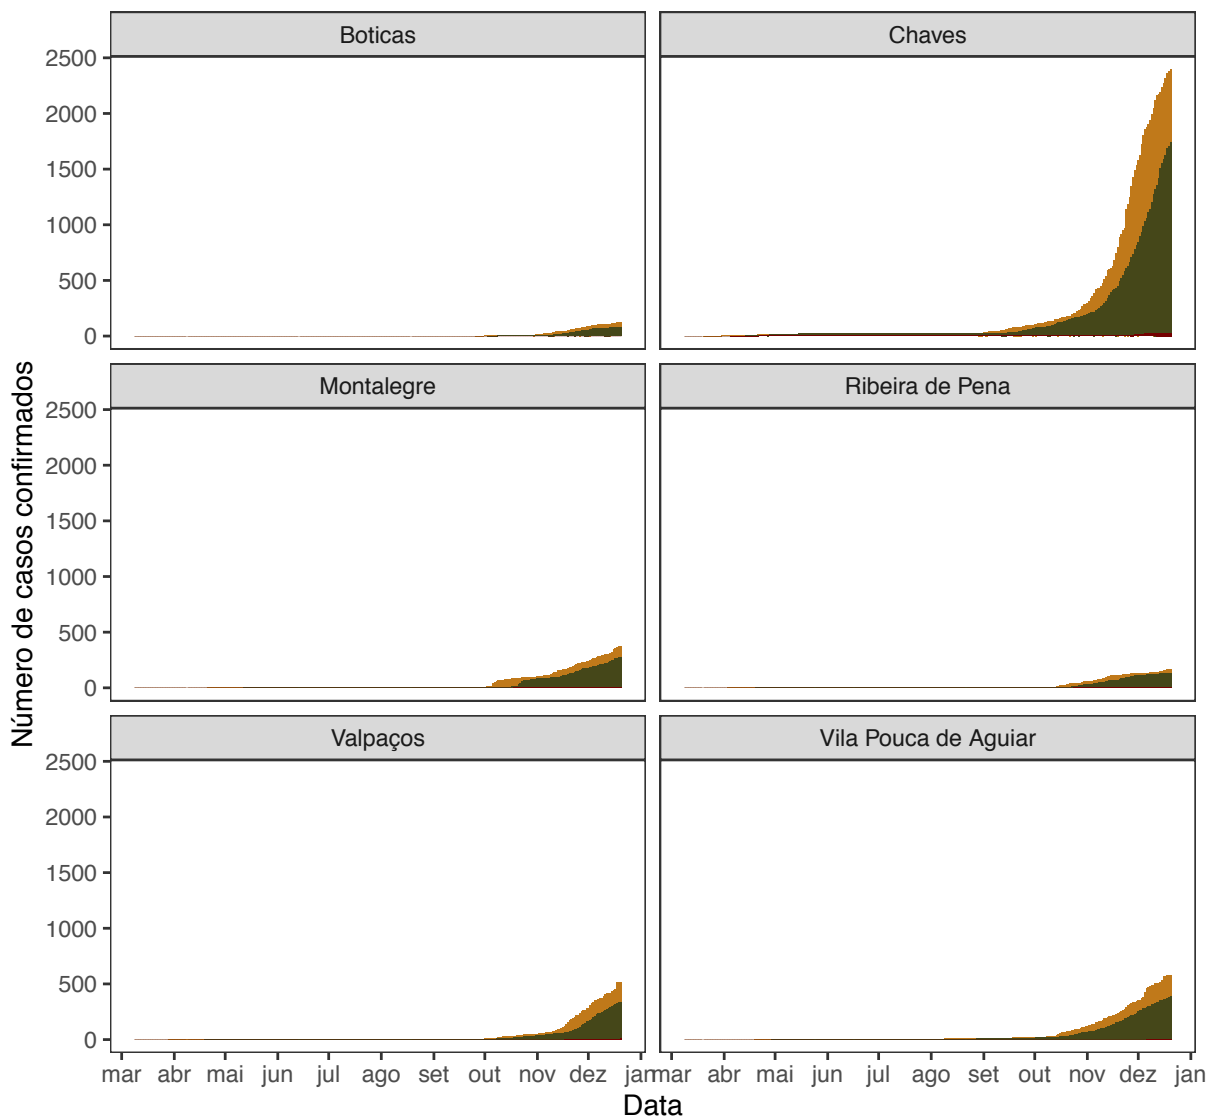 Boticas
Chaves
2500
2000
1500
1000
500
0
Montalegre
Ribeira de Pena
2500
2000
1500
1000
500
0
Valpaços
Vila Pouca de Aguiar
2500
2000
1500
1000
500
0
mar abr mai jun jul ago set out nov dez jan
mar abr mai jun jul ago set out nov dez jan
Data
Número de casos confirmados